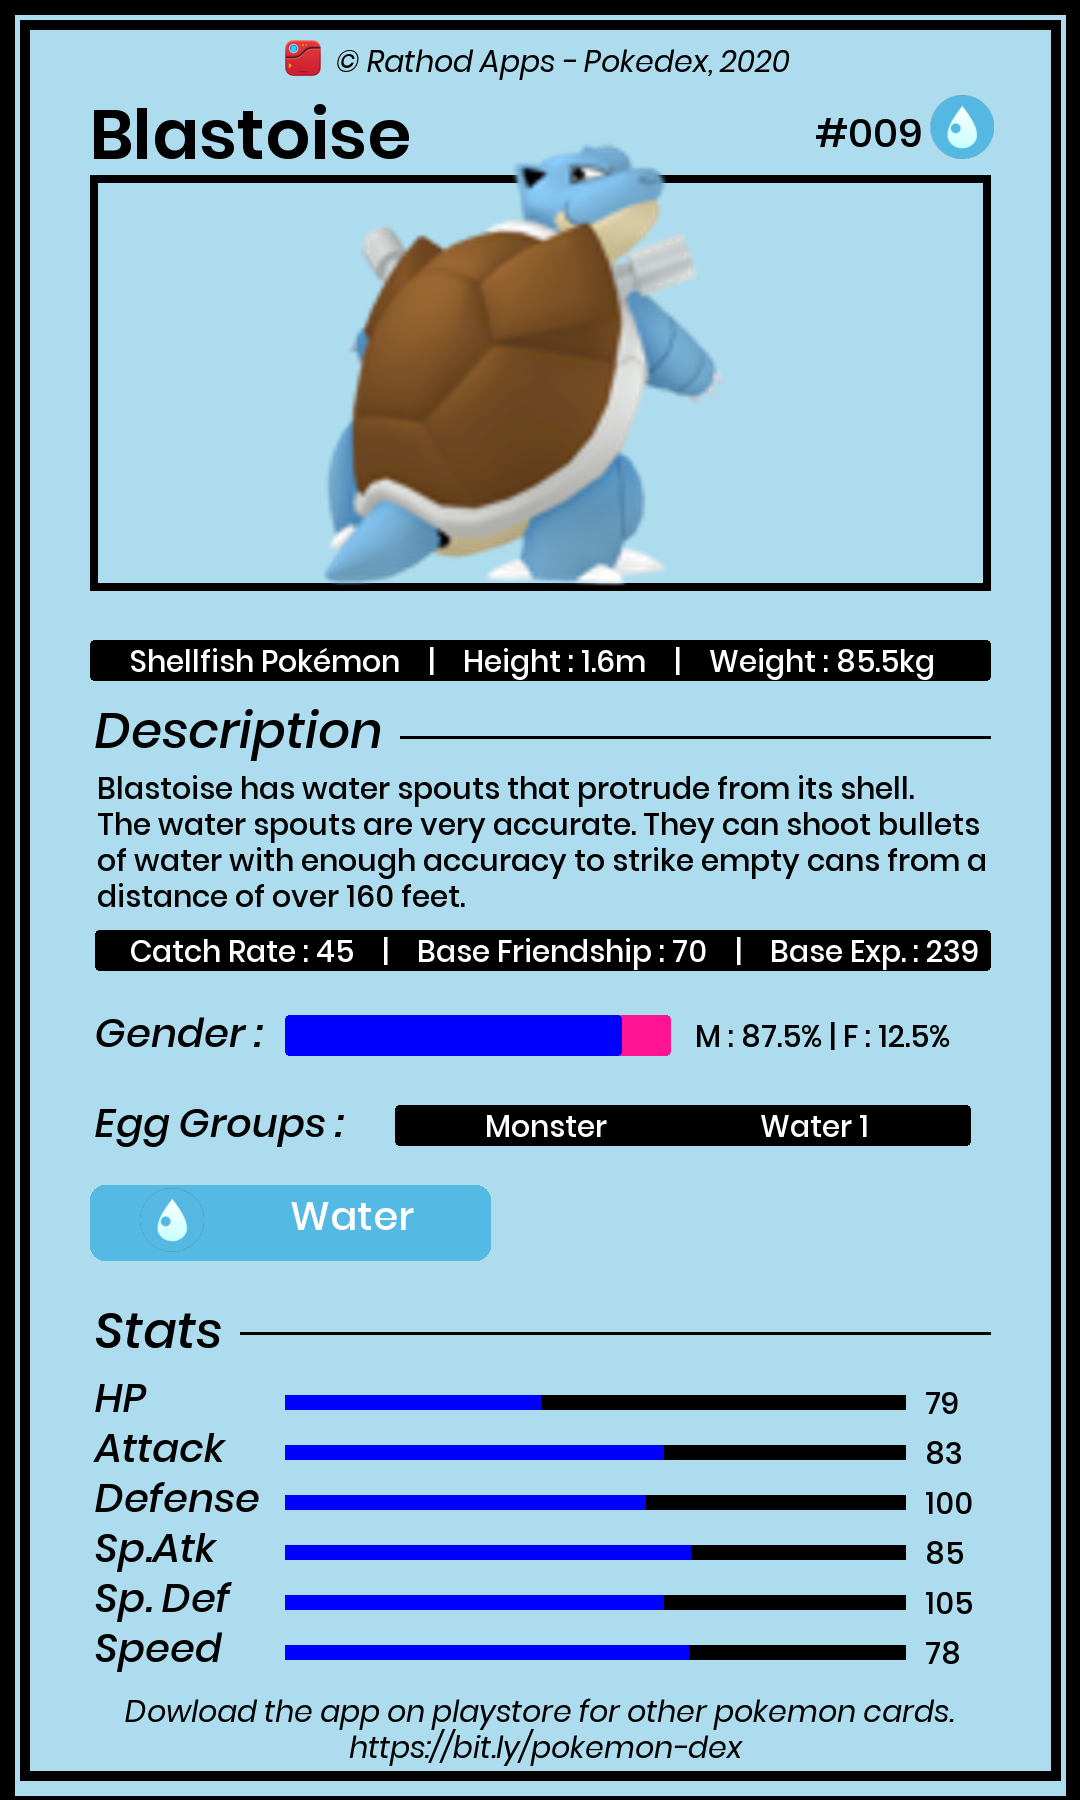 © Rathod Apps - Pokedex, 2020
Blastoise #009
Shellfish Pokémon | Height : 1.6m | Weight : 85.5kg
Description
Blastoise has water spouts that protrude from its shell.
The water spouts are very accurate. They can shoot bullets
of water with enough accuracy to strike empty cans from a
distance of over 160 feet.
Catch Rate : 45 | Base Friendship : 70 | Base Exp. : 239
Gender : M : 87.5% | F : 12.5%
Egg Groups : Monster Water 1
Water
Stats
HP 79
Attack 83
Defense 100
Sp.Atk 85
Sp. Def 105
Speed 78
Dowload the app on playstore for other pokemon cards.
https://bit.ly/pokemon-dex